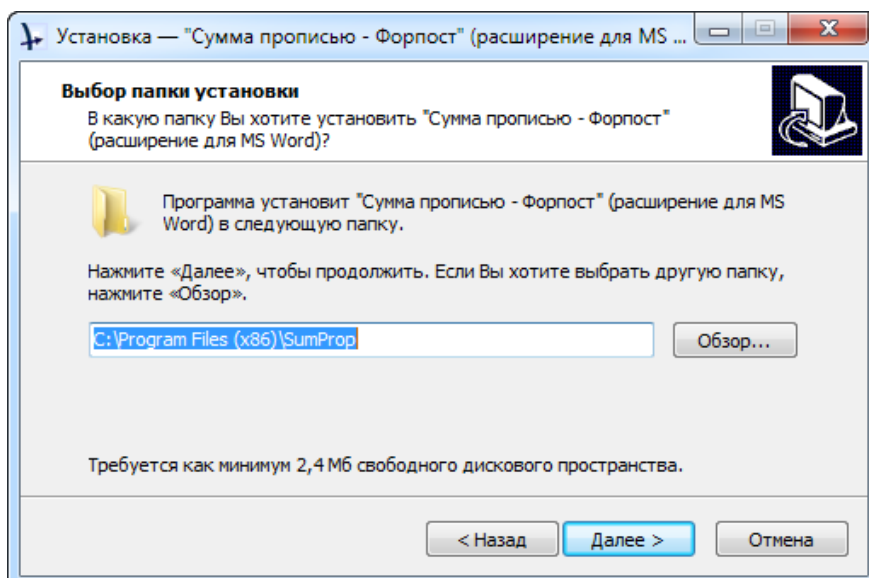 Установка — "Сумма прописью - Форпост" (расширение для MS ...
Выбор папки установки
В какую папку Вы хотите установить "Сумма прописью - Форпост"
(расширение для MS Word)?
Программа установит "Сумма прописью - Форпост" (расширение для MS
Word) в следующую папку.
Нажмите «Далее», чтобы продолжить. Если Вы хотите выбрать другую папку,
нажмите «Обзор».
C:\Program Files (x86)\SumProp
Обзор...
Требуется как минимум 2,4 Мб свободного дискового пространства.
< Назад
Далее >
Отмена